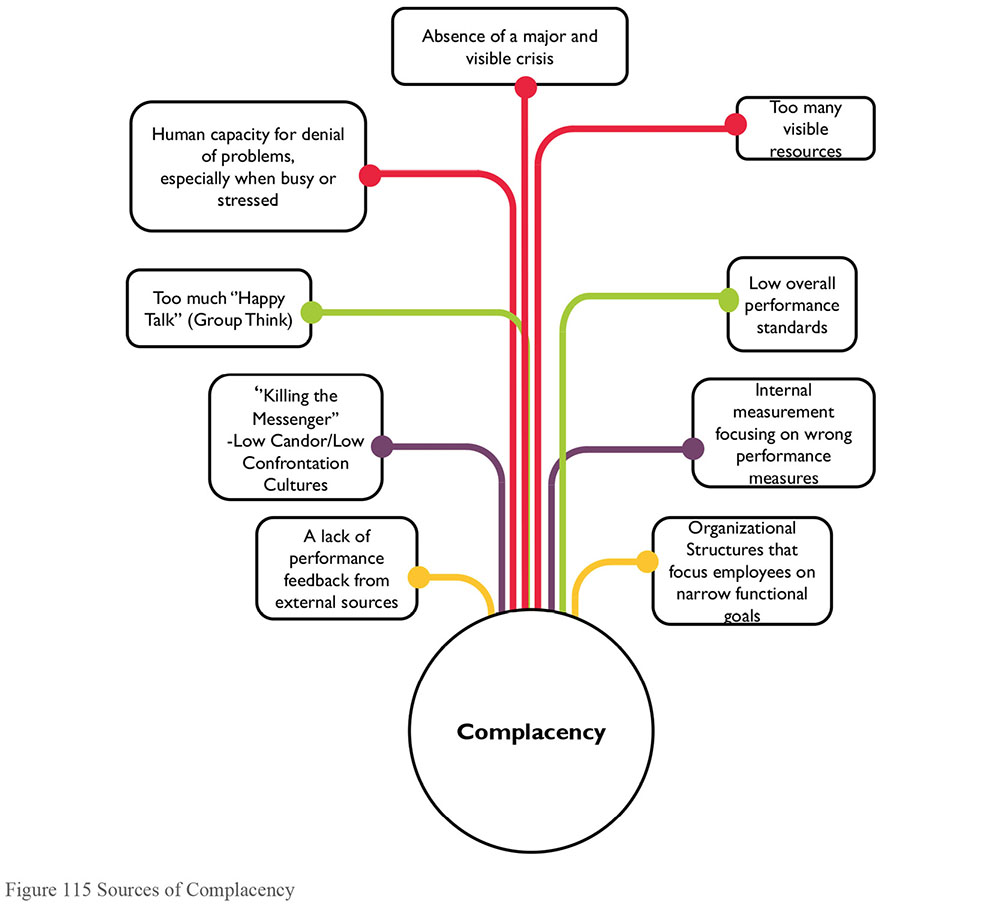 Absence of a major and
visible crisis
Too many
visible
resources
Human capacity for denial
of problems,
especially when busy or
stressed
Too much ‘’Happy
Talk’’ (Group Think)
Low overall
performance
standards
‘’Killing the
Messenger’’
-Low Candor/Low
Confrontation
Cultures
Internal
measurement
focusing on wrong
performance
measures
A lack of
performance
feedback from
external sources
Organizational
Structures that
focus employees on
narrow functional
goals
Complacency
Figure 115 Sources of Complacency